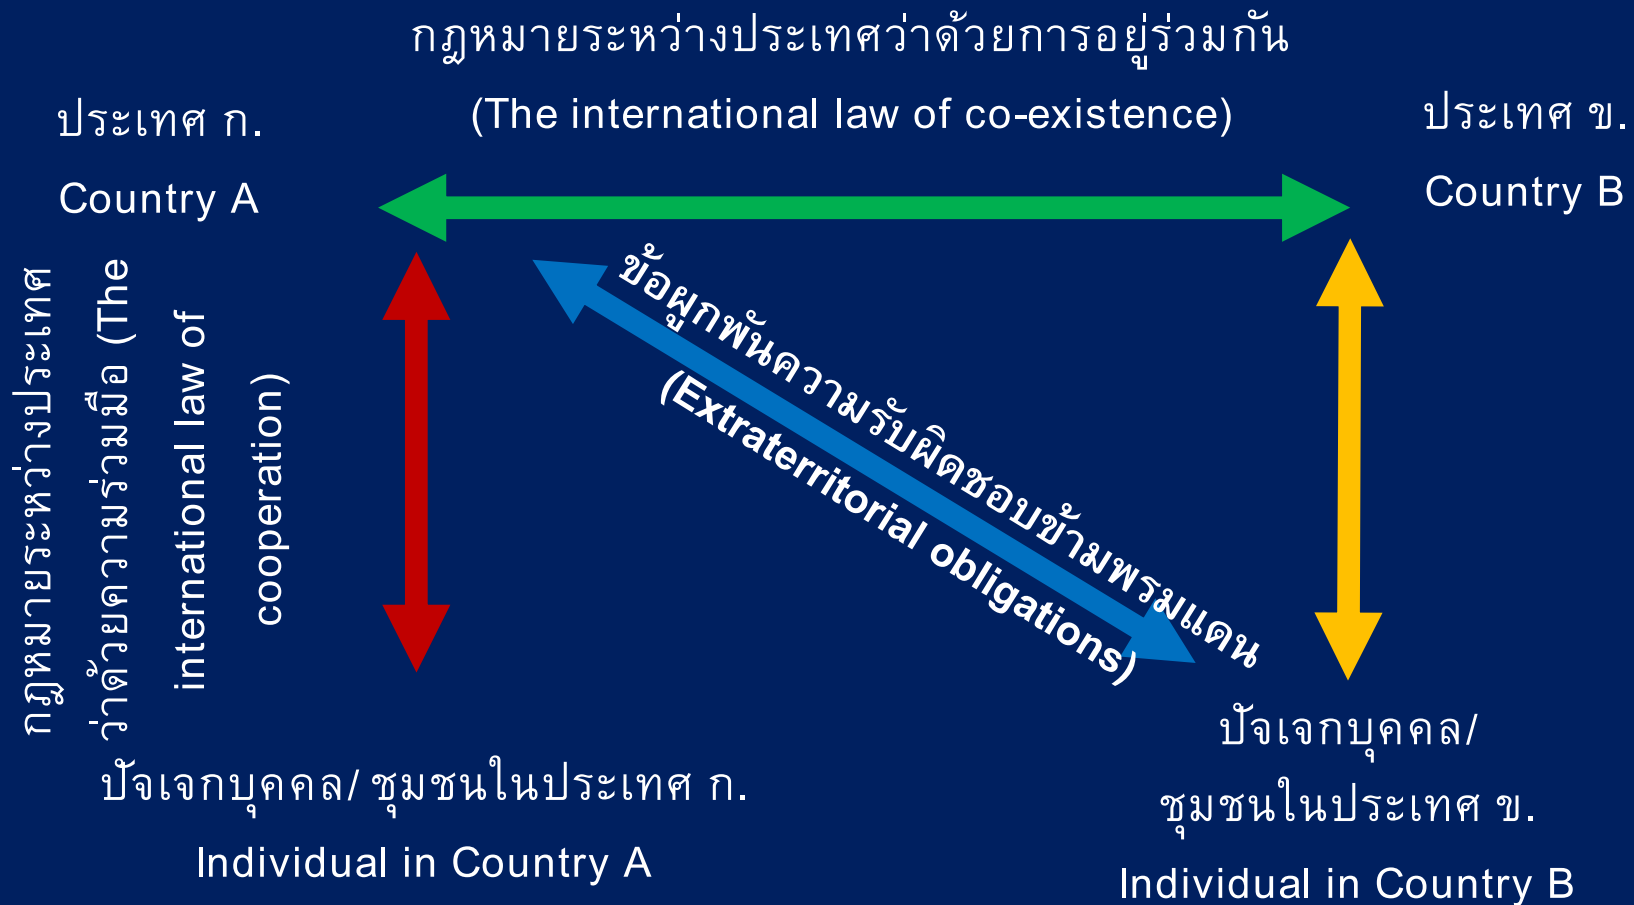 กฎหมายระหว่างประเทศว่าด้วยการอยู่ร่วมกัน
(The international law of co-existence)
ประเทศ ก.
Country A
ประเทศ ข.
Country B
กฎหมายระหว่างประเทศ
ว่าด้วยความร่วมมือ (The
international law of
cooperation)
ข้อผูกพันความรับผิดชอบข้ามพรมแดน
(Extraterritorial obligations)
ปัจเจกบุคคล/ ชุมชนในประเทศ ก.
Individual in Country A
ปัจเจกบุคคล/
ชุมชนในประเทศ ข.
Individual in Country B